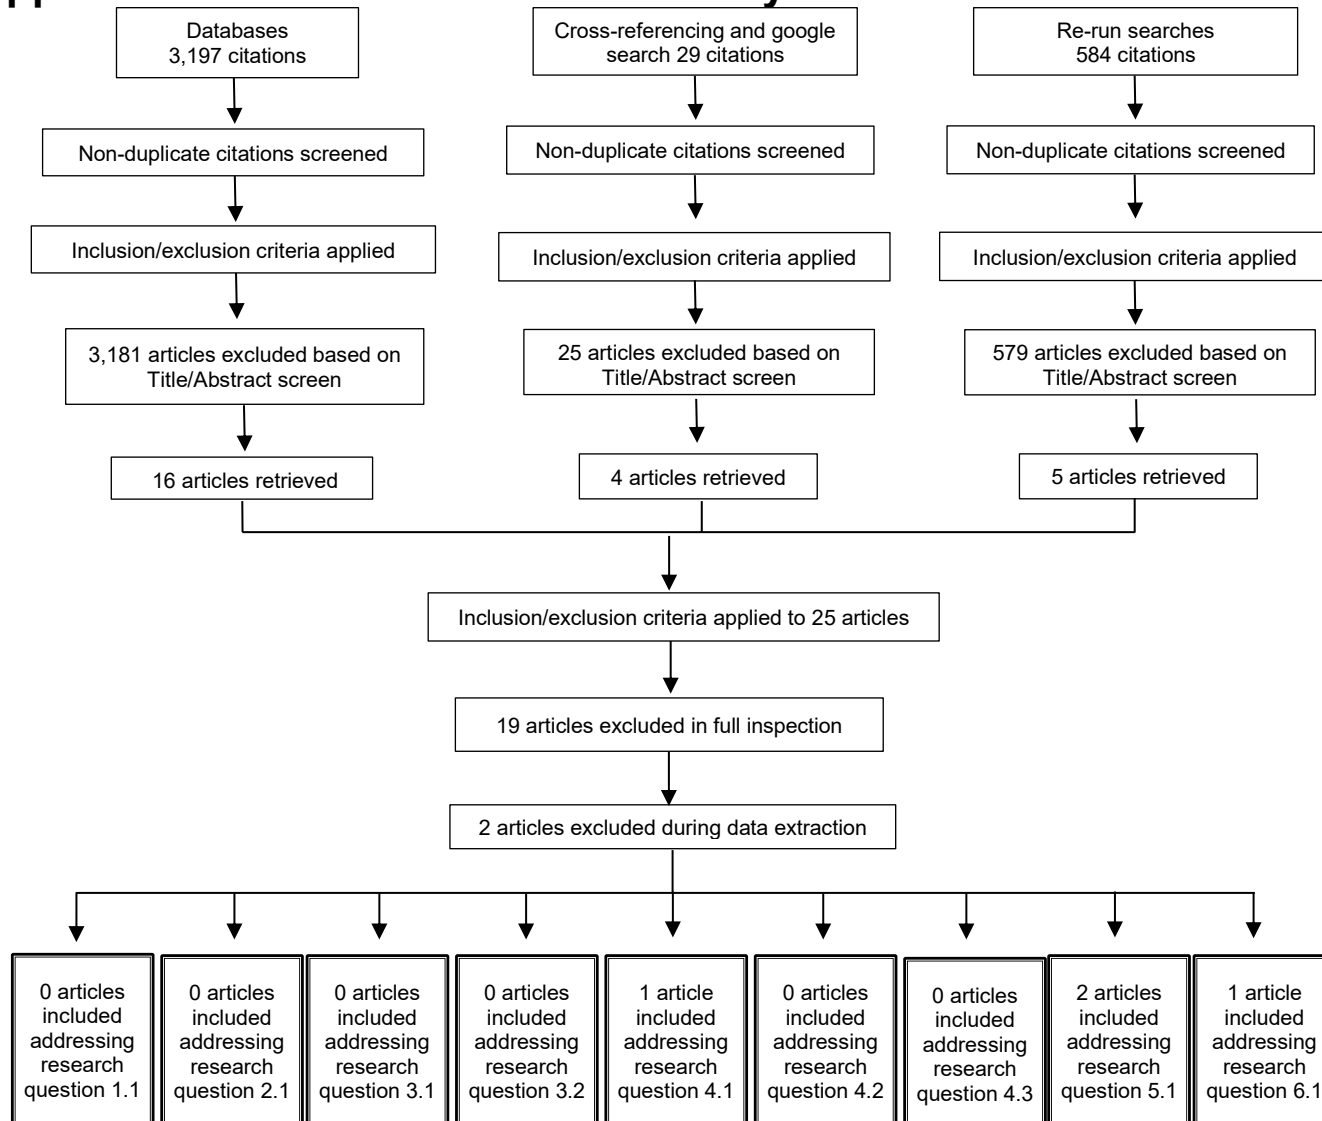 Databases
3,197 citations
Cross-referencing and google
search 29 citations
Re-run searches
584 citations
Non-duplicate citations screened
Non-duplicate citations screened
Non-duplicate citations screened
Inclusion/exclusion criteria applied
Inclusion/exclusion criteria applied
Inclusion/exclusion criteria applied
3,181 articles excluded based on
Title/Abstract screen
25 articles excluded based on
Title/Abstract screen
579 articles excluded based on
Title/Abstract screen
16 articles retrieved
4 articles retrieved
5 articles retrieved
Inclusion/exclusion criteria applied to 25 articles
19 articles excluded in full inspection
2 articles excluded during data extraction
0 articles
included
addressing
research
question 1.1
0 articles
included
addressing
research
question 2.1
0 articles
included
addressing
research
question 3.1
0 articles
included
addressing
research
question 3.2
1 article
included
addressing
research
question 4.1
0 articles
included
addressing
research
question 4.2
0 articles
included
addressing
research
question 4.3
2 articles
included
addressing
research
question 5.1
1 article
included
addressing
research
question 6.1